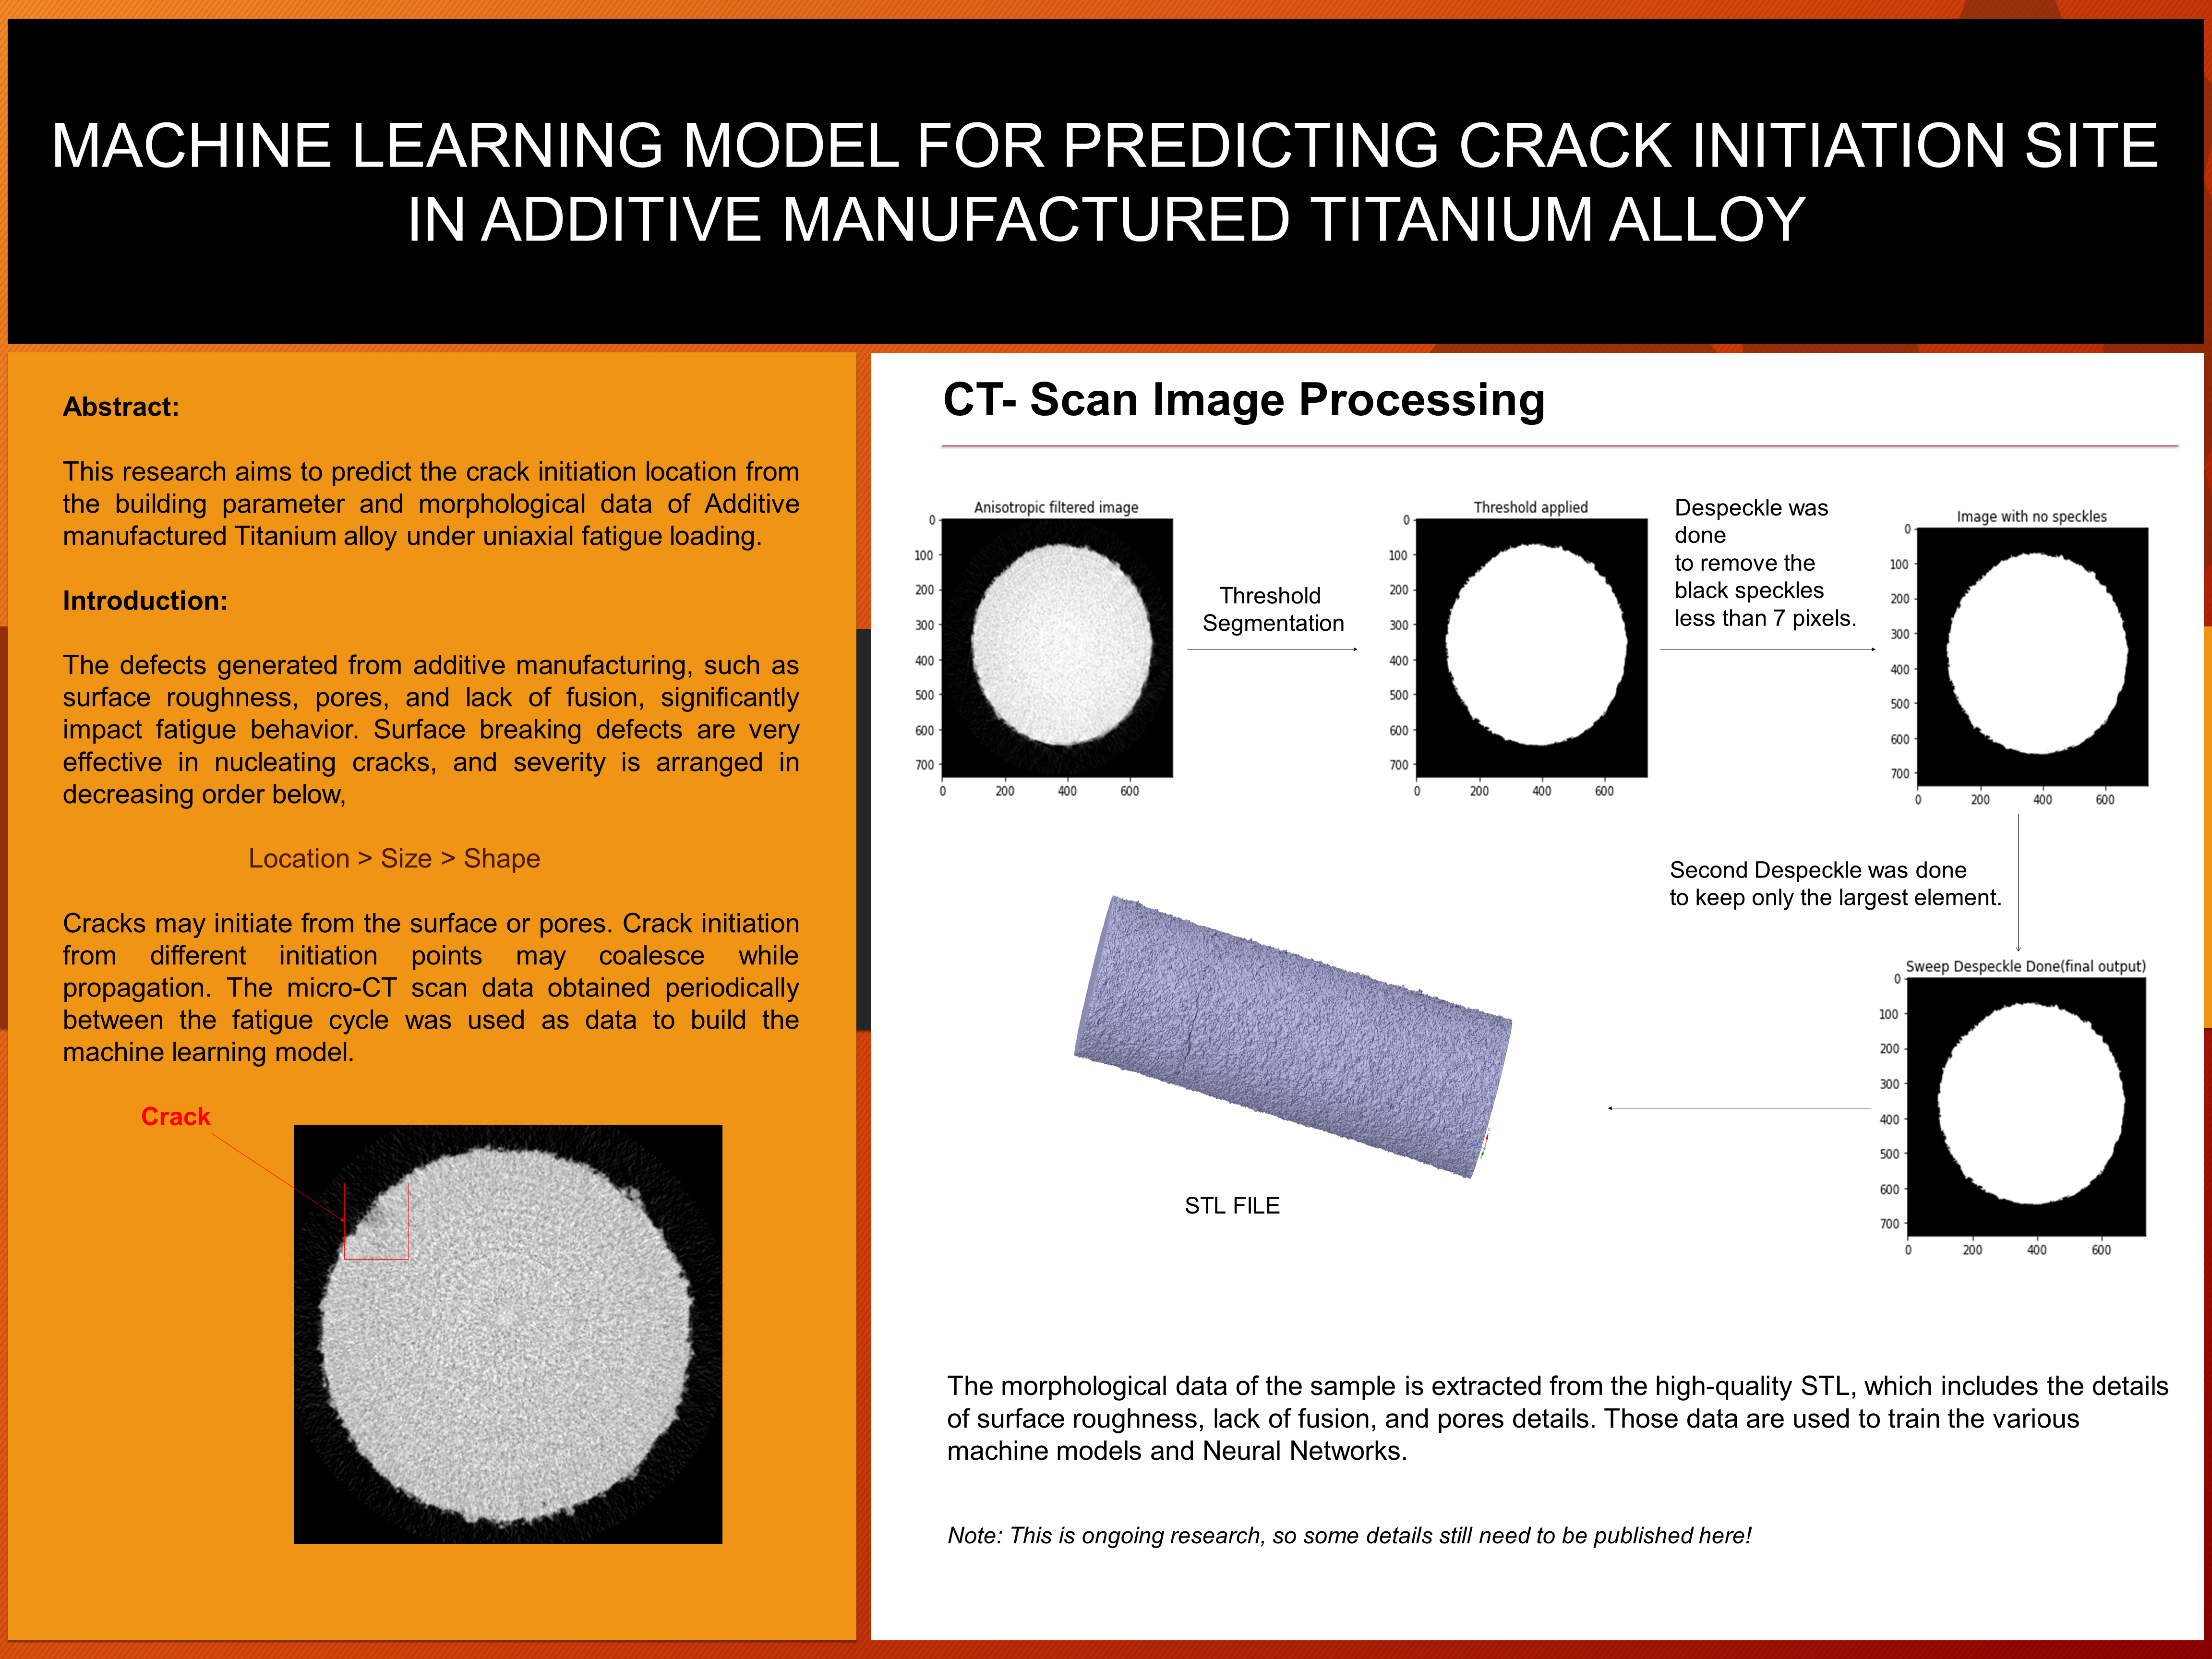 MACHINE LEARNING MODEL FOR PREDICTING CRACK INITIATION SITE
IN ADDITIVE MANUFACTURED TITANIUM ALLOY
Abstract:
This research aims to predict the crack initiation location from
the building parameter and morphological data of Additive
manufactured Titanium alloy under uniaxial fatigue loading.
Introduction:
The defects generated from additive manufacturing, such as
surface roughness, pores, and lack of fusion, significantly
impact fatigue behavior. Surface breaking defects are very
effective in nucleating cracks, and severity is arranged in
decreasing order below,
Location > Size > Shape
Cracks may initiate from the surface or pores. Crack initiation
from different initiation points may coalesce while
propagation. The micro-CT scan data obtained periodically
between the fatigue cycle was used as data to build the
machine learning model.
Crack
CT- Scan Image Processing
Anisotropic filtered image
0
100
200
300
400
500
600
700
0 200 400 600
Threshold
Segmentation
Threshold applied
0
100
200
300
400
500
600
700
0 200 400 600
Despeckle was
done
to remove the
black speckles
less than 7 pixels.
Image with no speckles
0
100
200
300
400
500
600
700
0 200 400 600
Second Despeckle was done
to keep only the largest element.
Sweep Despeckle Done(final output)
0
100
200
300
400
500
600
700
0 200 400 600
STL FILE
The morphological data of the sample is extracted from the high-quality STL, which includes the details
of surface roughness, lack of fusion, and pores details. Those data are used to train the various
machine models and Neural Networks.
Note: This is ongoing research, so some details still need to be published here!